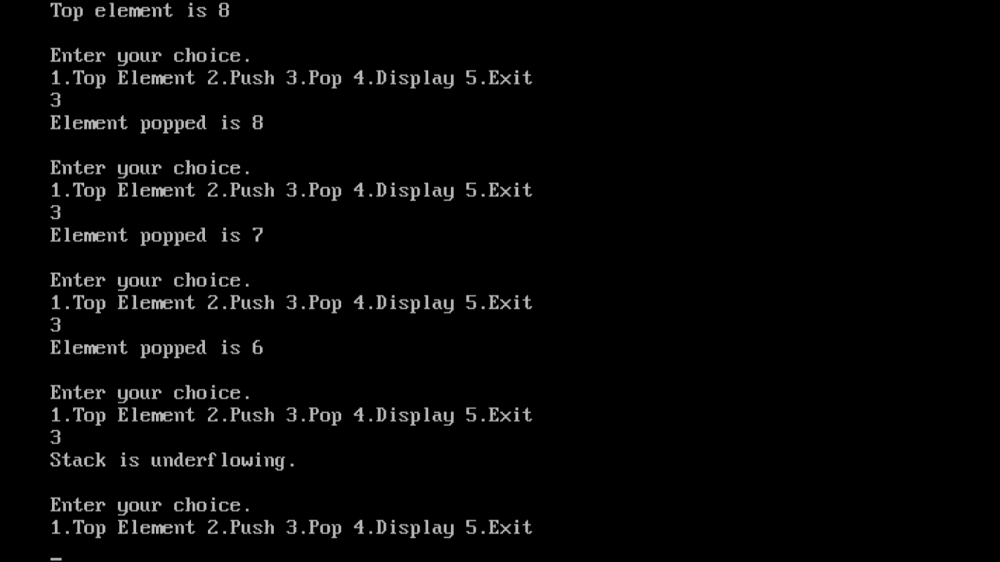 Top element is 8
Enter your choice.
1.Top Element 2.Push 3.Pop 4.Display 5.Exit
3
Element popped is 8
Enter your choice.
1.Top Element 2.Push 3.Pop 4.Display 5.Exit
3
Element popped is 7
Enter your choice.
1.Top Element 2.Push 3.Pop 4.Display 5.Exit
3
Element popped is 6
Enter your choice.
1.Top Element 2.Push 3.Pop 4.Display 5.Exit
3
Stack is underflowing.
Enter your choice.
1.Top Element 2.Push 3.Pop 4.Display 5.Exit
_